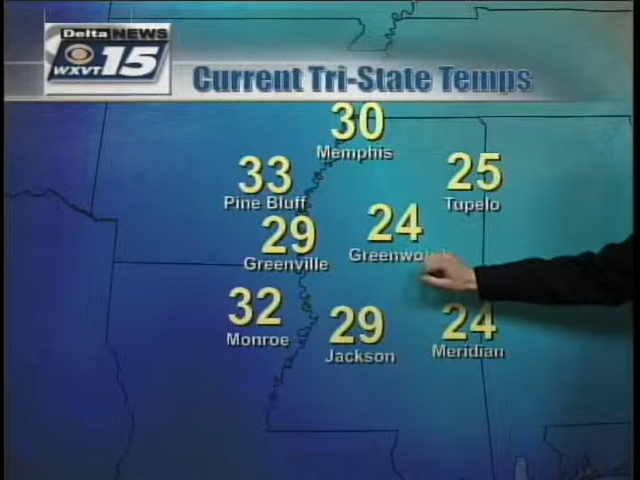 Delta NEWS
WXVT 15
Current Tri-State Temps
30
Memphis
33
Pine Bluff
25
Tupelo
29
Greenville
24
32
Monroe
29
Jackson
24
Meridian